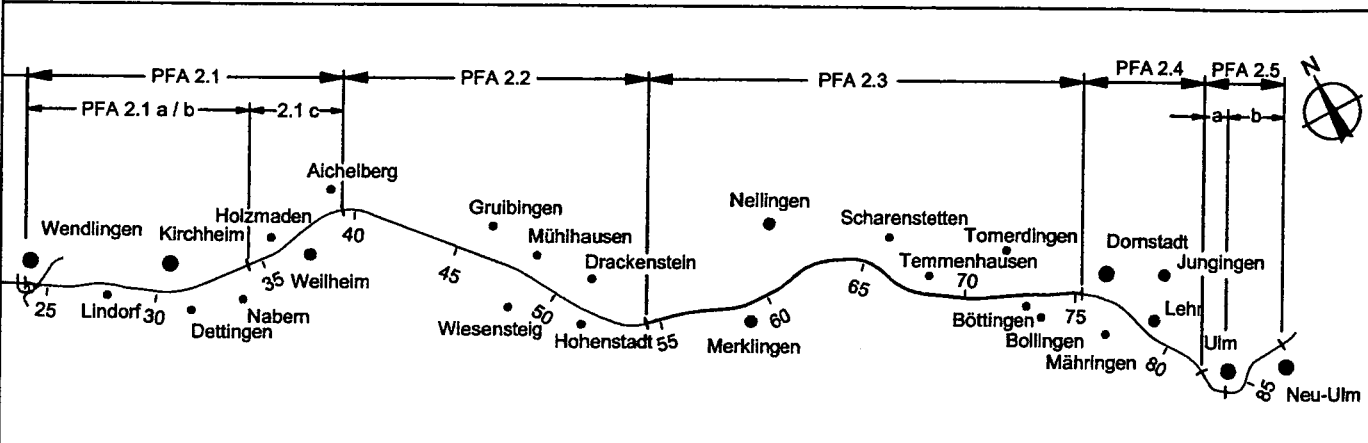 PFA 2.1
PFA 2.2
PFA 2.3
PFA 2.4
PFA 2.5
N
PFA 2.1 a / b
2.1 c
a
b
Aichelberg
Wendlingen
Kirchheim
Holzmaden
Weilheim
Lindorf
Dettingen
Nabern
25
30
35
40
Gruibingen
Mühlhausen
Drackenstein
Wiesensteig
Hohenstadt
45
50
55
Nellingen
Merklingen
Scharenstetten
Temmenhausen
Tomerdingen
Böttingen
Bollingen
Mähringen
60
65
70
75
Dornstadt
Jungingen
Lehr
Ulm
Neu-Ulm
80
85